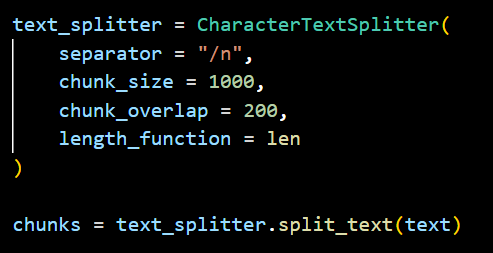 text_splitter = CharacterTextSplitter(
    separator = "/n",
    chunk_size = 1000,
    chunk_overlap = 200,
    length_function = len
)
chunks = text_splitter.split_text(text)